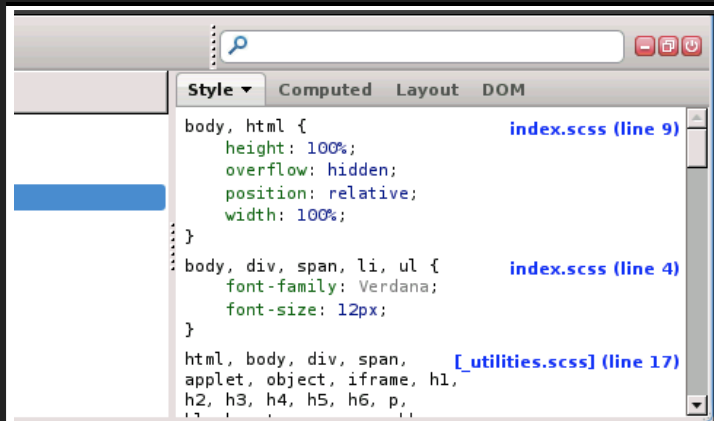 Style ▼ Computed Layout DOM
body, html { index.scss (line 9)
height: 100%;
overflow: hidden;
position: relative;
width: 100%;
}
body, div, span, li, ul { index.scss (line 4)
font-family: Verdana;
font-size: 12px;
}
html, body, div, span, [_utilities.scss] (line 17)
applet, object, iframe, h1,
h2, h3, h4, h5, h6, p,